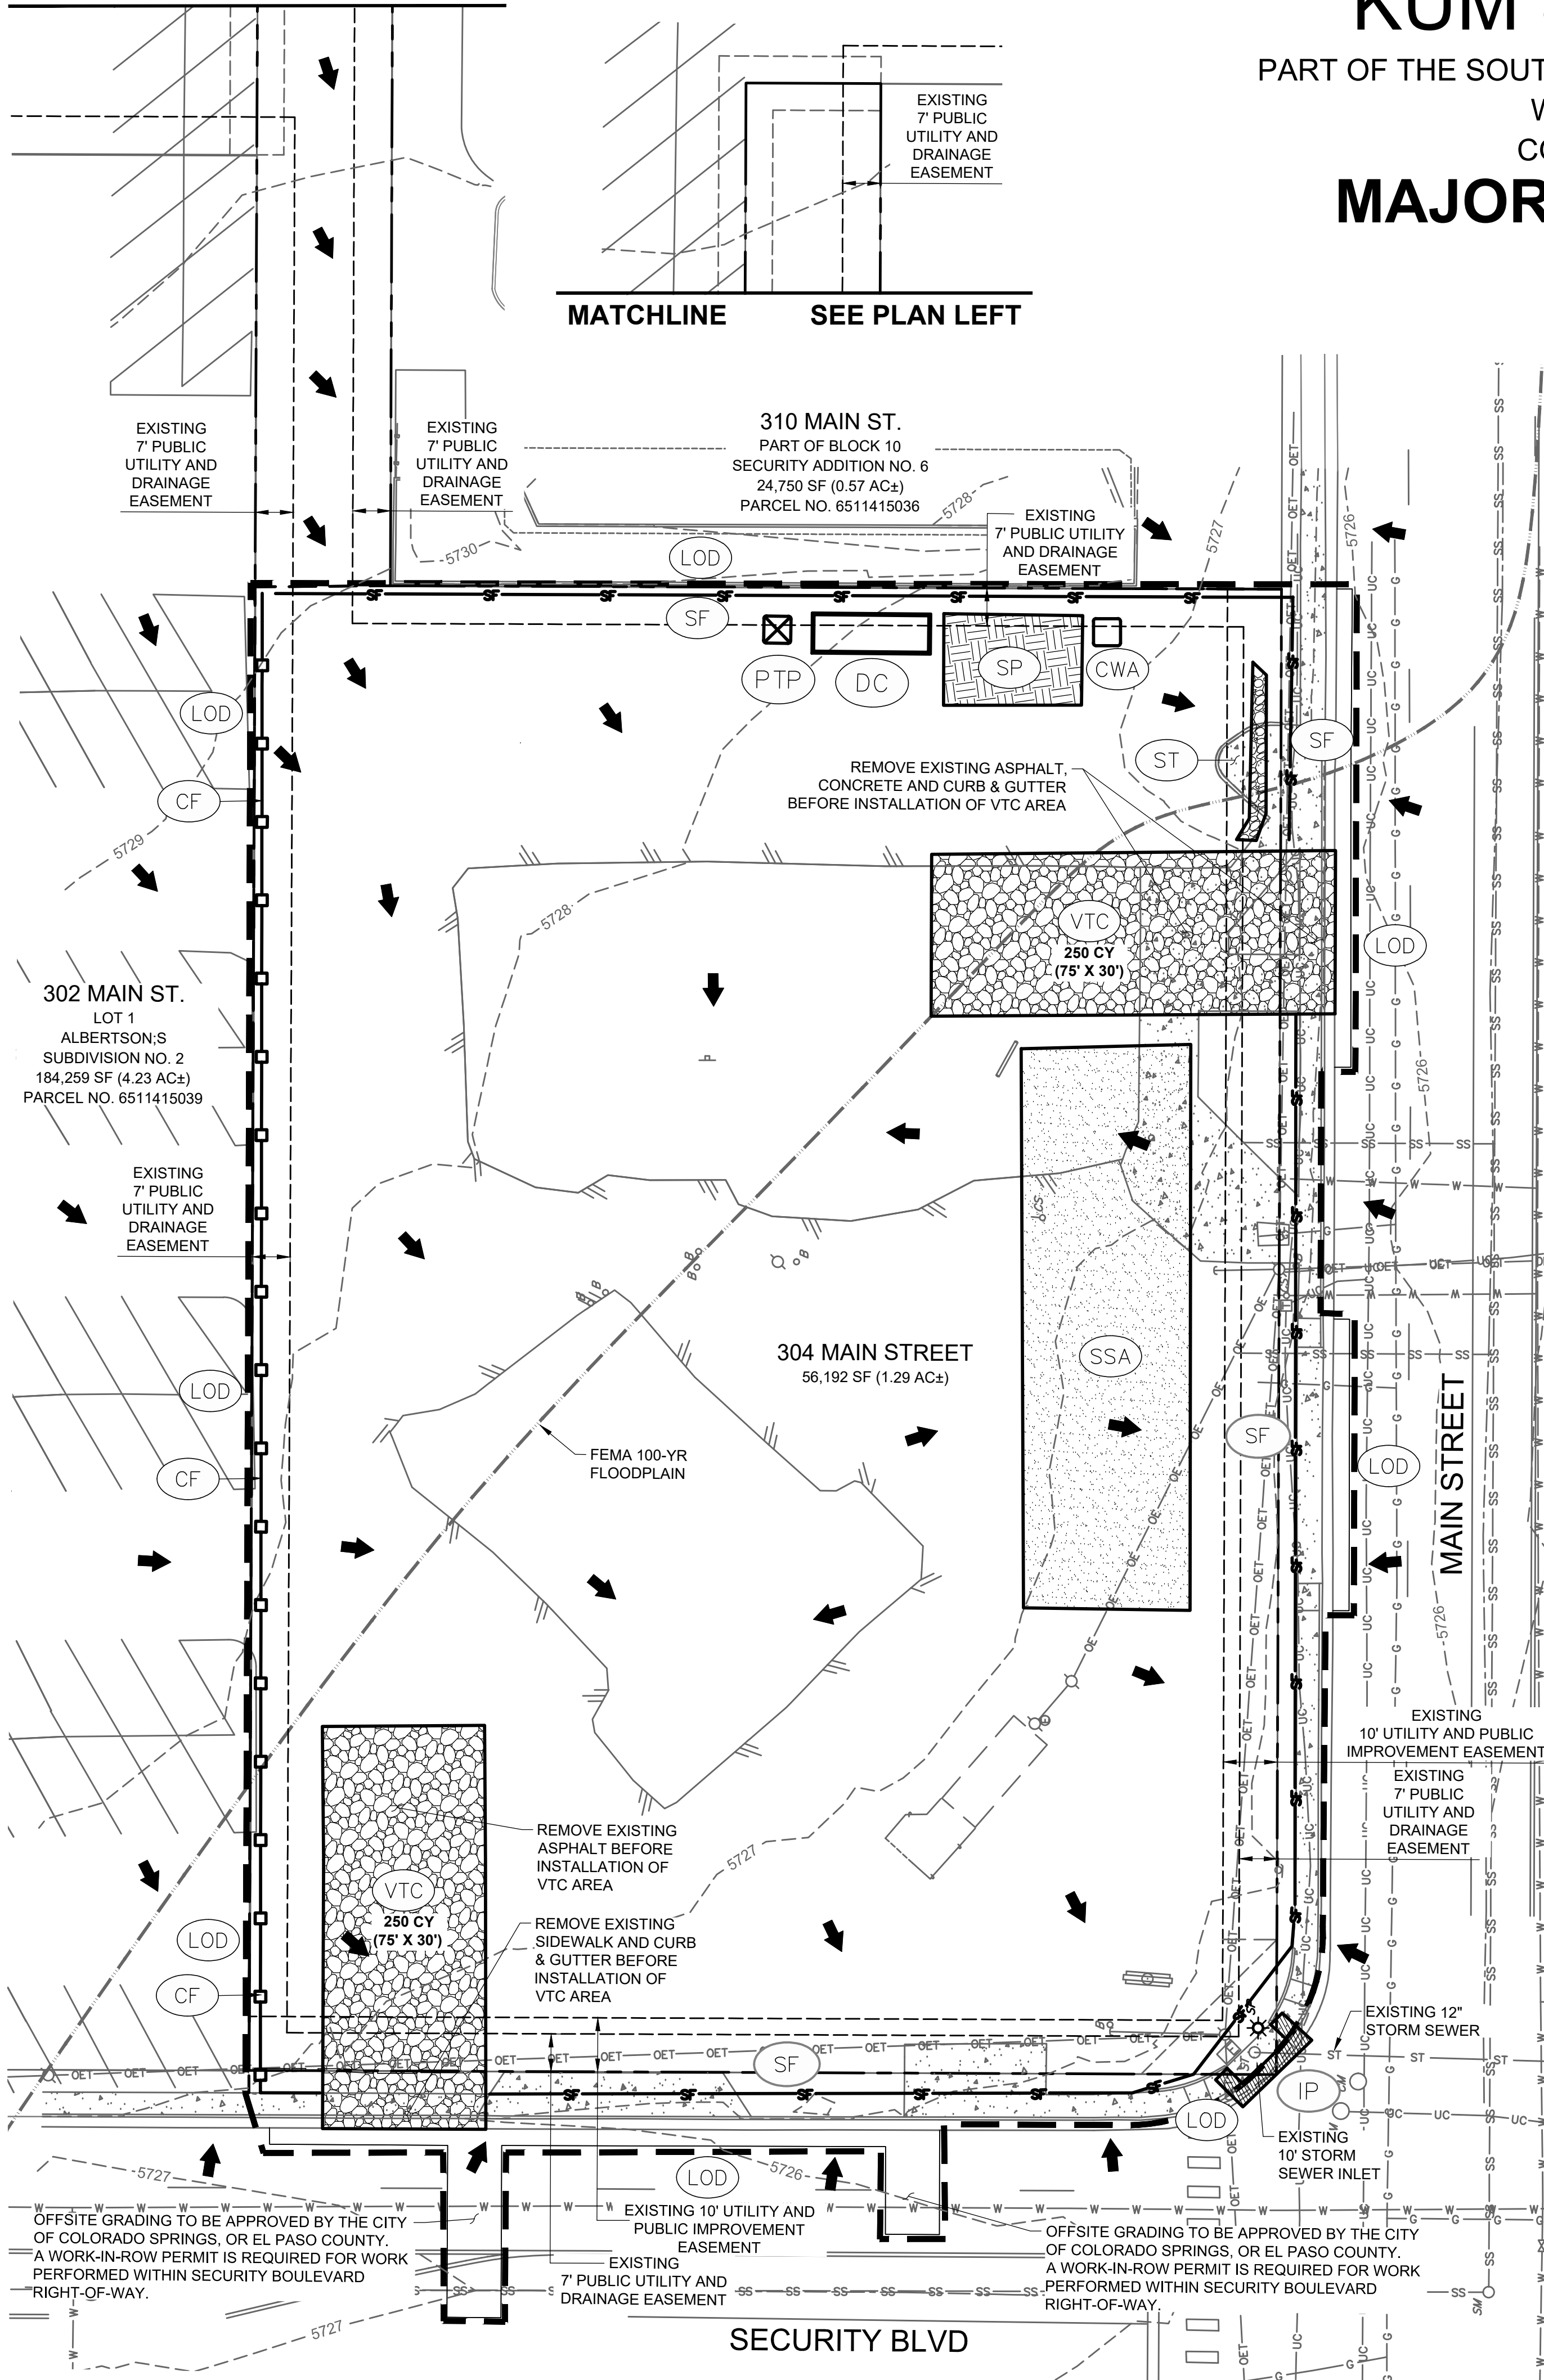 KUM
PART OF THE SOUT
W
CO
MAJOR
EXISTING
7' PUBLIC
UTILITY AND
DRAINAGE
EASEMENT
MATCHLINE SEE PLAN LEFT
EXISTING
7' PUBLIC
UTILITY AND
DRAINAGE
EASEMENT
EXISTING
7' PUBLIC
UTILITY AND
DRAINAGE
EASEMENT
310 MAIN ST.
PART OF BLOCK 10
SECURITY ADDITION NO. 6
24,750 SF (0.57 AC±)
PARCEL NO. 6511415036
EXISTING
7' PUBLIC UTILITY
AND DRAINAGE
EASEMENT
5730
5728
5727
5726
LOD
SF
PTP
DC
SP
CWA
LOD
ST
SF
CF
5729
REMOVE EXISTING ASPHALT,
CONCRETE AND CURB & GUTTER
BEFORE INSTALLATION OF VTC AREA
5728
VTC
250 CY
(75' X 30')
LOD
302 MAIN ST.
LOT 1
ALBERTSON;S
SUBDIVISION NO. 2
184,259 SF (4.23 AC±)
PARCEL NO. 6511415039
5726
EXISTING
7' PUBLIC
UTILITY AND
DRAINAGE
EASEMENT
304 MAIN STREET
56,192 SF (1.29 AC±)
SSA
LOD
CF
FEMA 100-YR
FLOODPLAIN
SF
LOD
MAIN STREET
5726
EXISTING
10' UTILITY AND PUBLIC
IMPROVEMENT EASEMENT
EXISTING
7' PUBLIC
UTILITY AND
DRAINAGE
EASEMENT
REMOVE EXISTING
ASPHALT BEFORE
INSTALLATION OF
VTC AREA
5727
VTC
250 CY
(75' X 30')
REMOVE EXISTING
SIDEWALK AND CURB
& GUTTER BEFORE
INSTALLATION OF
VTC AREA
LOD
CF
EXISTING 12"
STORM SEWER
SF
IP
LOD
EXISTING
10' STORM
SEWER INLET
5727
LOD
5726
OFFSITE GRADING TO BE APPROVED BY THE CITY
OF COLORADO SPRINGS, OR EL PASO COUNTY.
A WORK-IN-ROW PERMIT IS REQUIRED FOR WORK
PERFORMED WITHIN SECURITY BOULEVARD
RIGHT-OF-WAY.
EXISTING 10' UTILITY AND
PUBLIC IMPROVEMENT
EASEMENT
EXISTING
7' PUBLIC UTILITY AND
DRAINAGE EASEMENT
OFFSITE GRADING TO BE APPROVED BY THE CITY
OF COLORADO SPRINGS, OR EL PASO COUNTY.
A WORK-IN-ROW PERMIT IS REQUIRED FOR WORK
PERFORMED WITHIN SECURITY BOULEVARD
RIGHT-OF-WAY.
5727
SECURITY BLVD